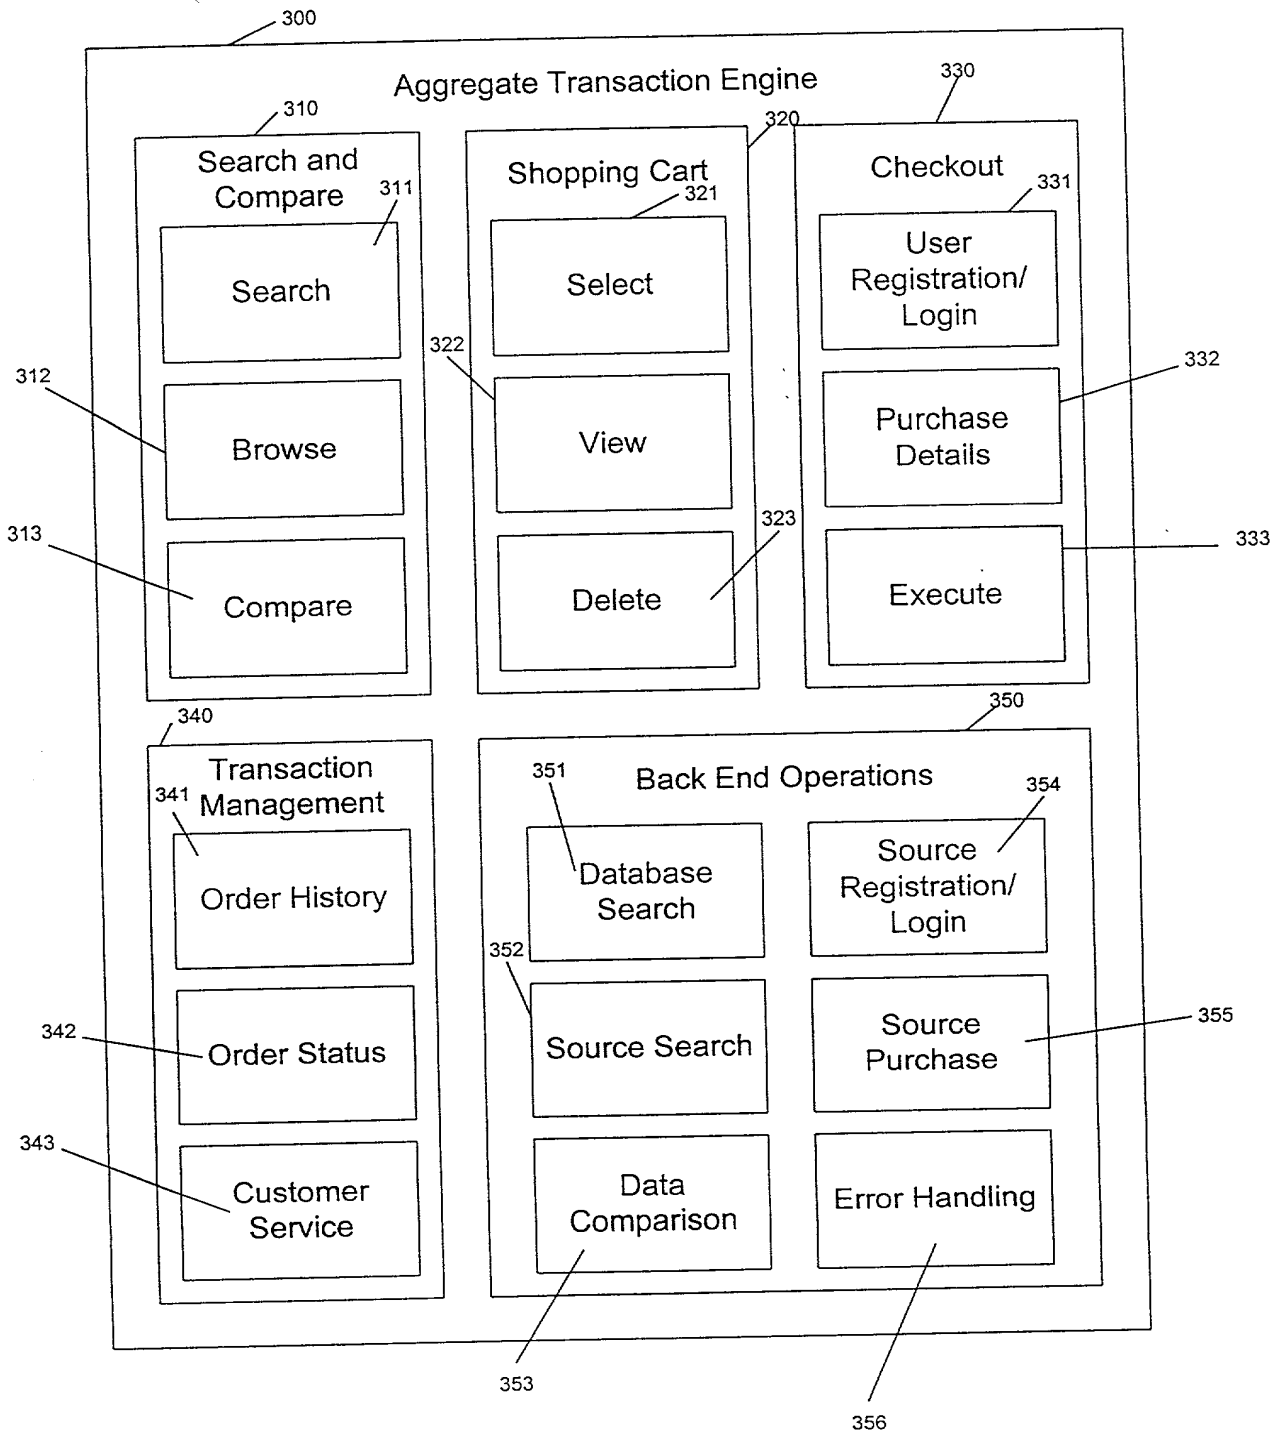 300
Aggregate Transaction Engine
310
Search and
Compare
311
Search
312
Browse
313
Compare
320
Shopping Cart
321
Select
322
View
323
Delete
330
Checkout
331
User
Registration/
Login
332
Purchase
Details
333
Execute
340
Transaction
Management
341
Order History
342
Order Status
343
Customer
Service
350
Back End Operations
351
Database
Search
352
Source Search
353
Data
Comparison
354
Source
Registration/
Login
355
Source
Purchase
356
Error Handling